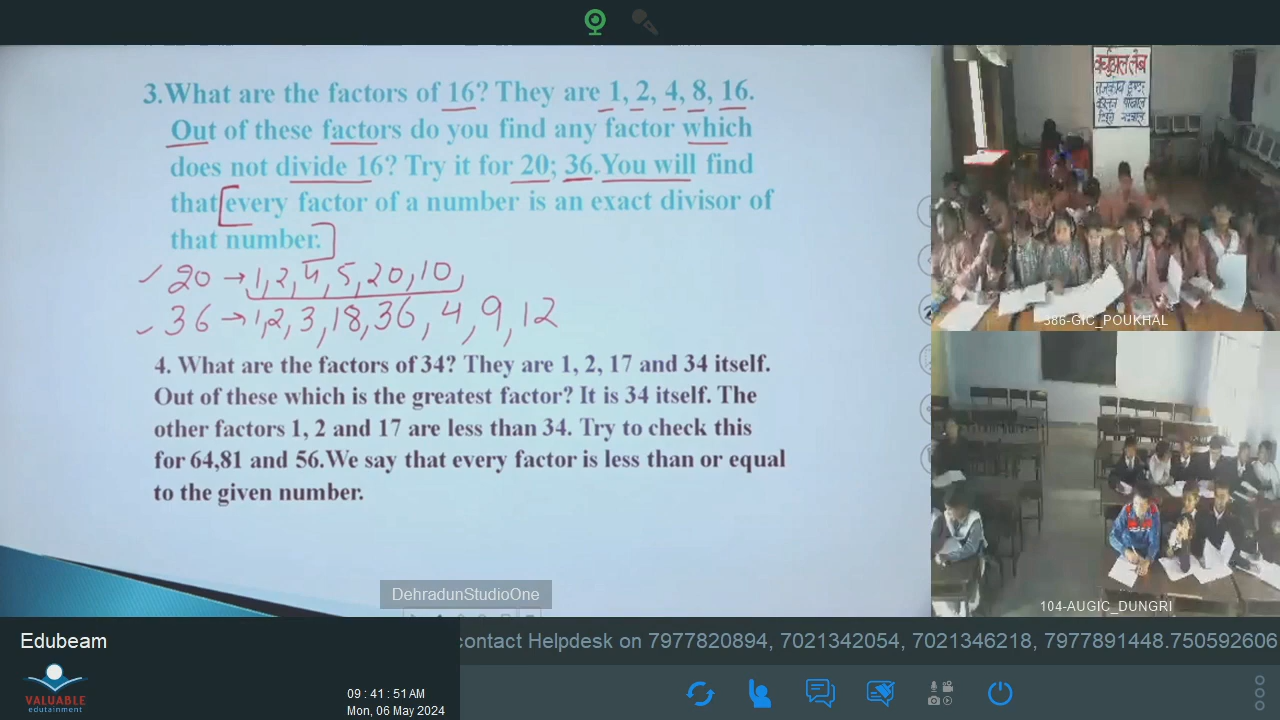 3.What are the factors of 16? They are 1, 2, 4, 8, 16.
Out of these factors do you find any factor which
does not divide 16? Try it for 20; 36.You will find
that every factor of a number is an exact divisor of
that number.
20 → 1, 2, 4, 5, 20, 10,
36 → 1, 2, 3, 18, 36, 4, 9, 12
4. What are the factors of 34? They are 1, 2, 17 and 34 itself.
Out of these which is the greatest factor? It is 34 itself. The
other factors 1, 2 and 17 are less than 34. Try to check this
for 64,81 and 56.We say that every factor is less than or equal
to the given number.
DehradunStudioOne
386-GIC_POUKHAL
104-AUGIC_DUNGRI
Edubeam
contact Helpdesk on 7977820894, 7021342054, 7021346218, 7977891448.750592606
VALUABLE
edutainment
09 : 41 : 51 AM
Mon, 06 May 2024